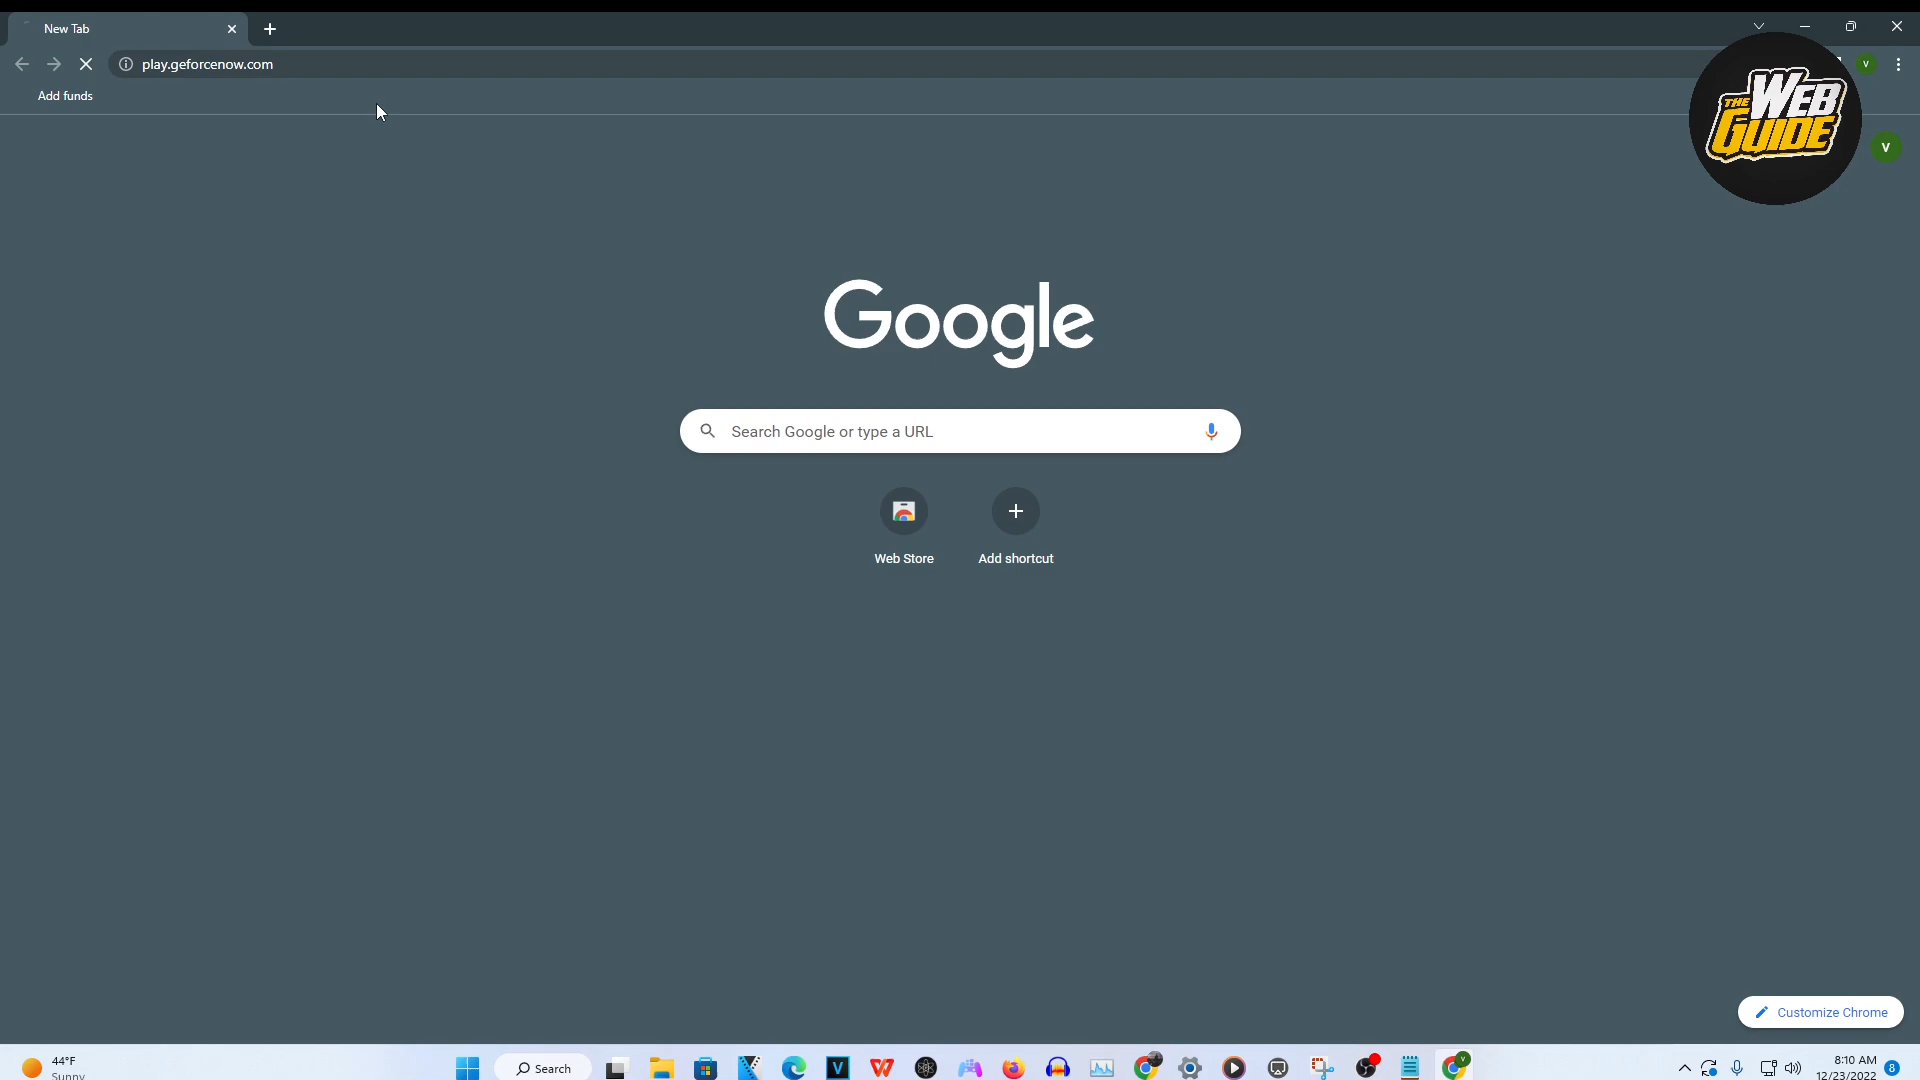 New Tab
play.geforcenow.com
Add funds
THE WEB GUIDE
V
V
Google
Search Google or type a URL
Web Store
Add shortcut
Customize Chrome
44°F
Sunny
Search
V
W
V
8:10 AM
12/23/2022
8